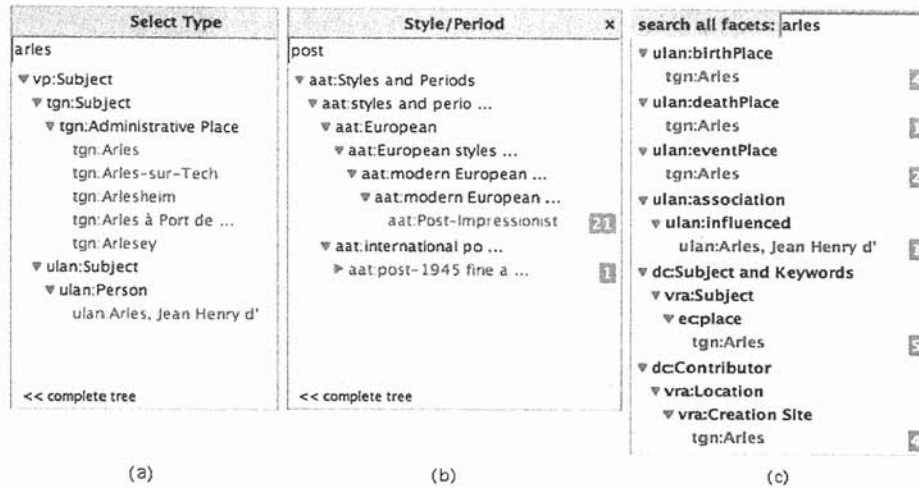 Select Type
arles
vp:Subject
tgn:Subject
tgn:Administrative Place
tgn:Arles
tgn:Arles-sur-Tech
tgn:Arlesheim
tgn:Arles à Port de ...
tgn:Arlesey
ulan:Subject
ulan:Person
ulan:Arles, Jean Henry d'
<< complete tree
(a)
Style/Period x
post
aat:Styles and Periods
aat:styles and perio ...
aat:European
aat:European styles ...
aat:modern European ...
aat:modern European ...
aat:Post-Impressionist 21
aat:international po ...
aat:post-1945 fine a ... 1
<< complete tree
(b)
search all facets: arles
ulan:birthPlace
tgn:Arles 4
ulan:deathPlace
tgn:Arles
ulan:eventPlace
tgn:Arles 2
ulan:association
ulan:influenced
ulan:Arles, Jean Henry d'
dc:Subject and Keywords
vra:Subject
ec:place
tgn:Arles 5
dc:Contributor
vra:Location
vra:Creation Site
tgn:Arles 4
(c)